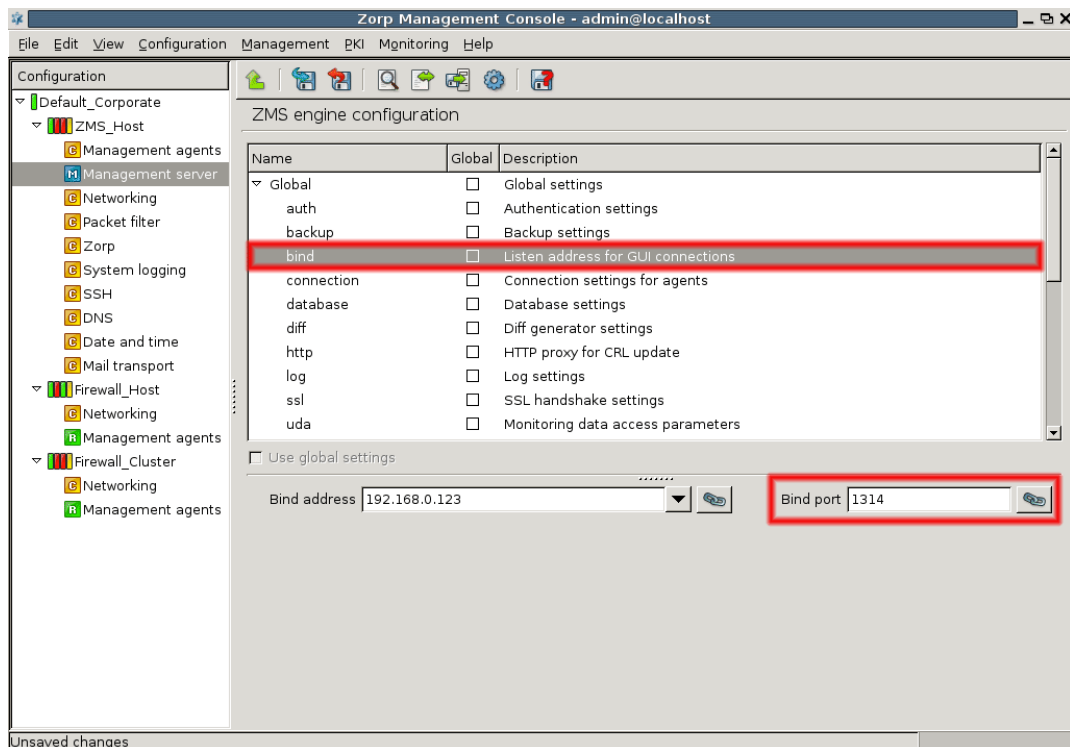 Zorp Management Console - admin@localhost
File Edit View Configuration Management PKI Monitoring Help
Configuration
Default_Corporate
ZMS_Host
Management agents
Management server
Networking
Packet filter
Zorp
System logging
SSH
DNS
Date and time
Mail transport
Firewall_Host
Networking
Management agents
Firewall_Cluster
Networking
Management agents
ZMS engine configuration
Name Global Description
Global Global settings
auth Authentication settings
backup Backup settings
bind Listen address for GUI connections
connection Connection settings for agents
database Database settings
diff Diff generator settings
http HTTP proxy for CRL update
log Log settings
ssl SSL handshake settings
uda Monitoring data access parameters
Use global settings
Bind address 192.168.0.123 Bind port 1314
Unsaved changes